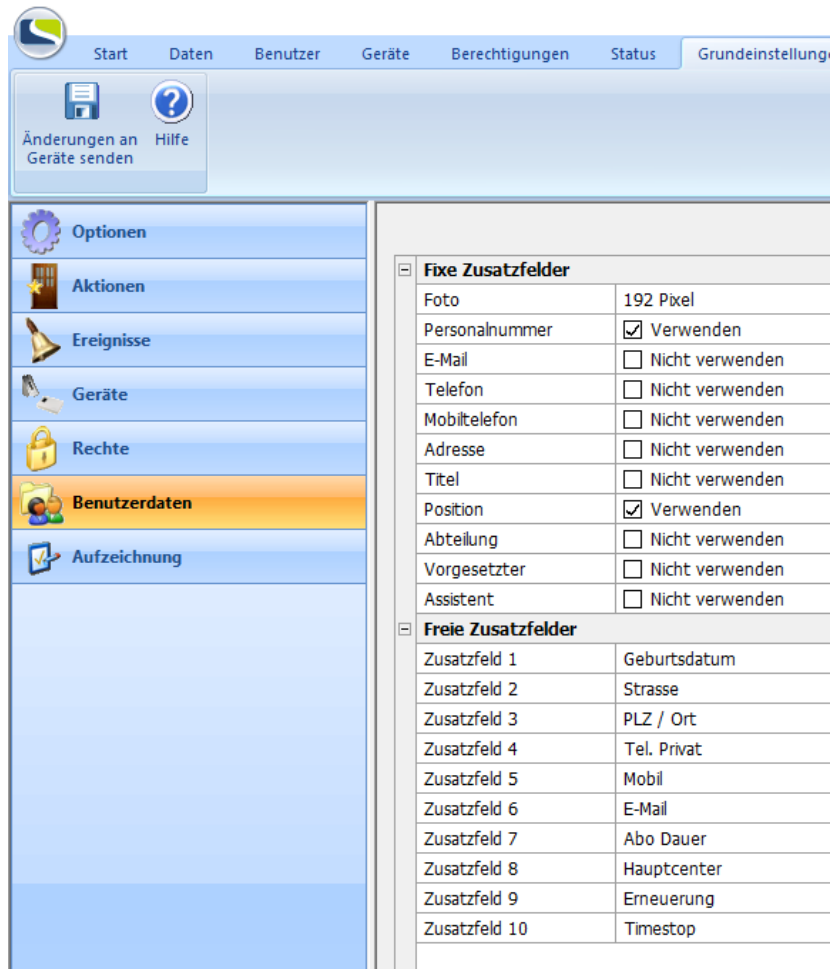 Start Daten Benutzer Geräte Berechtigungen Status Grundeinstellunge
Änderungen an Geräte senden
Hilfe
Optionen
Aktionen
Ereignisse
Geräte
Rechte
Benutzerdaten
Aufzeichnung
Fixe Zusatzfelder
Foto 192 Pixel
Personalnummer Verwenden
E-Mail Nicht verwenden
Telefon Nicht verwenden
Mobiltelefon Nicht verwenden
Adresse Nicht verwenden
Titel Nicht verwenden
Position Verwenden
Abteilung Nicht verwenden
Vorgesetzter Nicht verwenden
Assistent Nicht verwenden
Freie Zusatzfelder
Zusatzfeld 1 Geburtsdatum
Zusatzfeld 2 Strasse
Zusatzfeld 3 PLZ / Ort
Zusatzfeld 4 Tel. Privat
Zusatzfeld 5 Mobil
Zusatzfeld 6 E-Mail
Zusatzfeld 7 Abo Dauer
Zusatzfeld 8 Hauptcenter
Zusatzfeld 9 Erneuerung
Zusatzfeld 10 Timestop